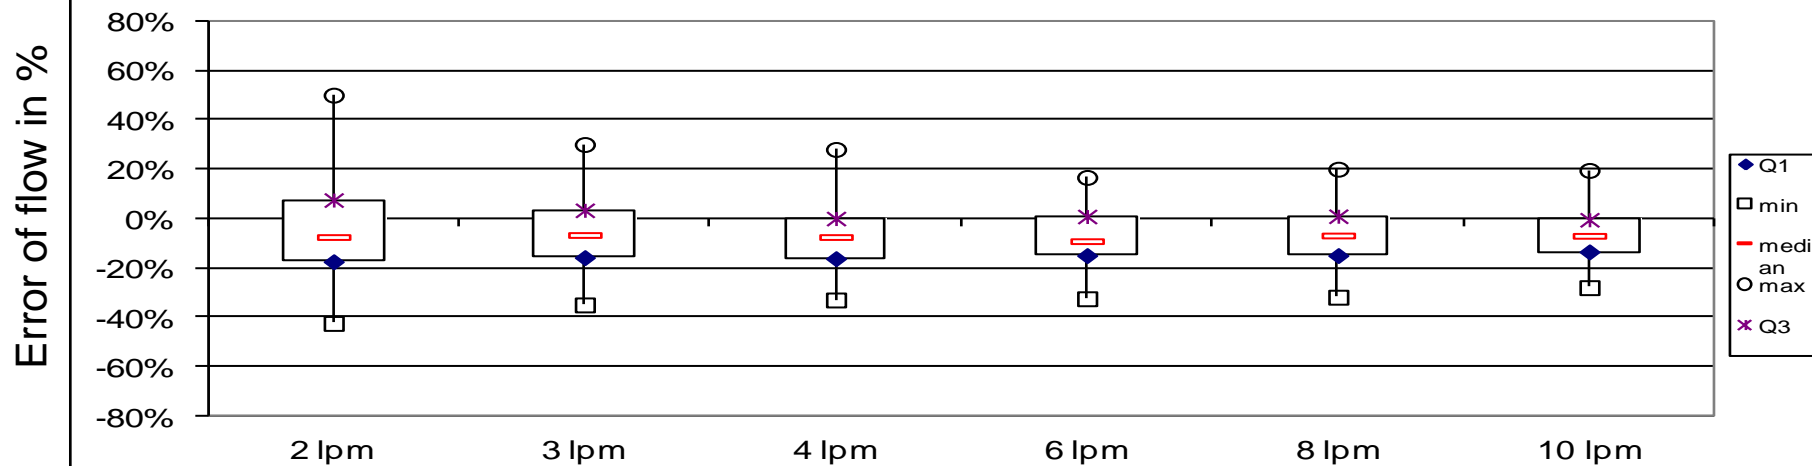 Error of flow in %
80%
60%
40%
20%
0%
-20%
-40%
-60%
-80%
2 lpm 3 lpm 4 lpm 6 lpm 8 lpm 10 lpm
Q1
min
medi
an
max
Q3